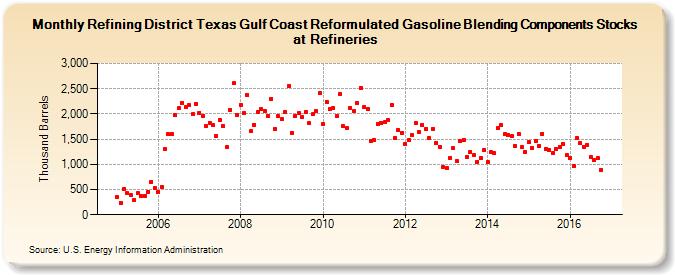 Monthly Refining District Texas Gulf Coast Reformulated Gasoline Blending Components Stocks
at Refineries
Thousand Barrels
3,000
2,500
2,000
1,500
1,000
500
0
2006 2008 2010 2012 2014 2016
Source: U.S. Energy Information Administration